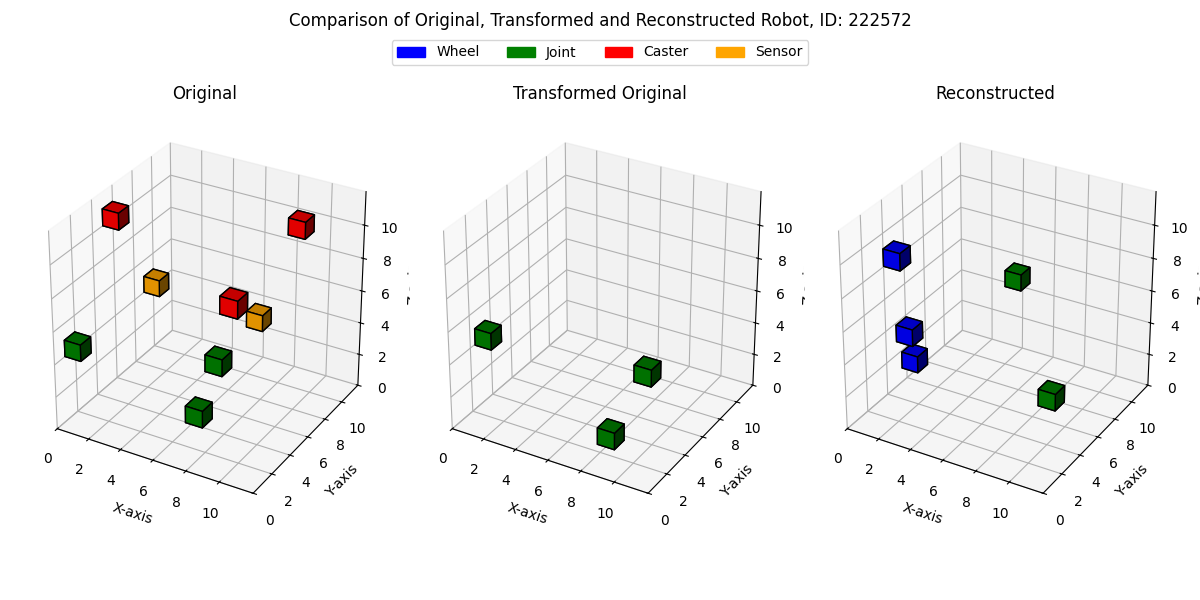 Comparison of Original, Transformed and Reconstructed Robot, ID: 222572
Wheel Joint Caster Sensor
Original
Transformed Original
Reconstructed
0 2 4 6 8 10
X-axis
0 2 4 6 8 10
Y-axis
0 2 4 6 8 10
0 2 4 6 8 10
X-axis
0 2 4 6 8 10
Y-axis
0 2 4 6 8 10
0 2 4 6 8 10
X-axis
0 2 4 6 8 10
Y-axis
0 2 4 6 8 10